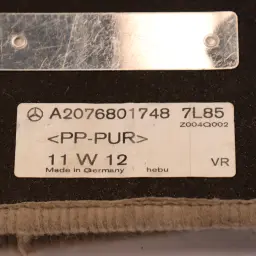 A2076801748 7L85
Z004Q002
<PP-PUR>
11 W 12 VR
Made in Germany hebu